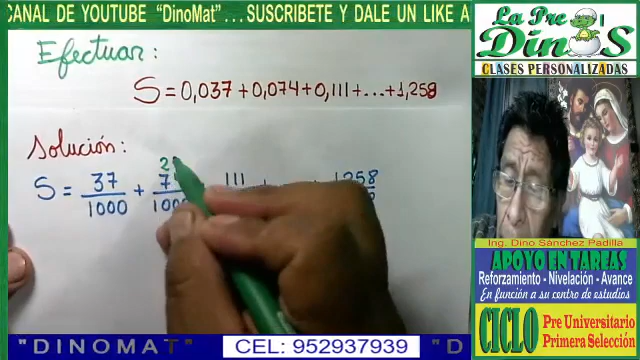 CANAL DE YOUTUBE "DinoMat"...SUSCRIBETE Y DALE UN LIKE A
La Pre
Dinos
CLASES PERSONALIZADAS
Efectuar:
S = 0,037 + 0,074 + 0,111 + ... + 1,258
Solución:
S = 37/1000 +
111
1258
Ing. Dino Sánchez Padilla
APOYO EN TAREAS
Reforzamiento - Nivelación - Avance
En función a su centro de estudios
CICLO Pre Universitario
Primera Selección
"DINOMAT"
CEL: 952937939
"D